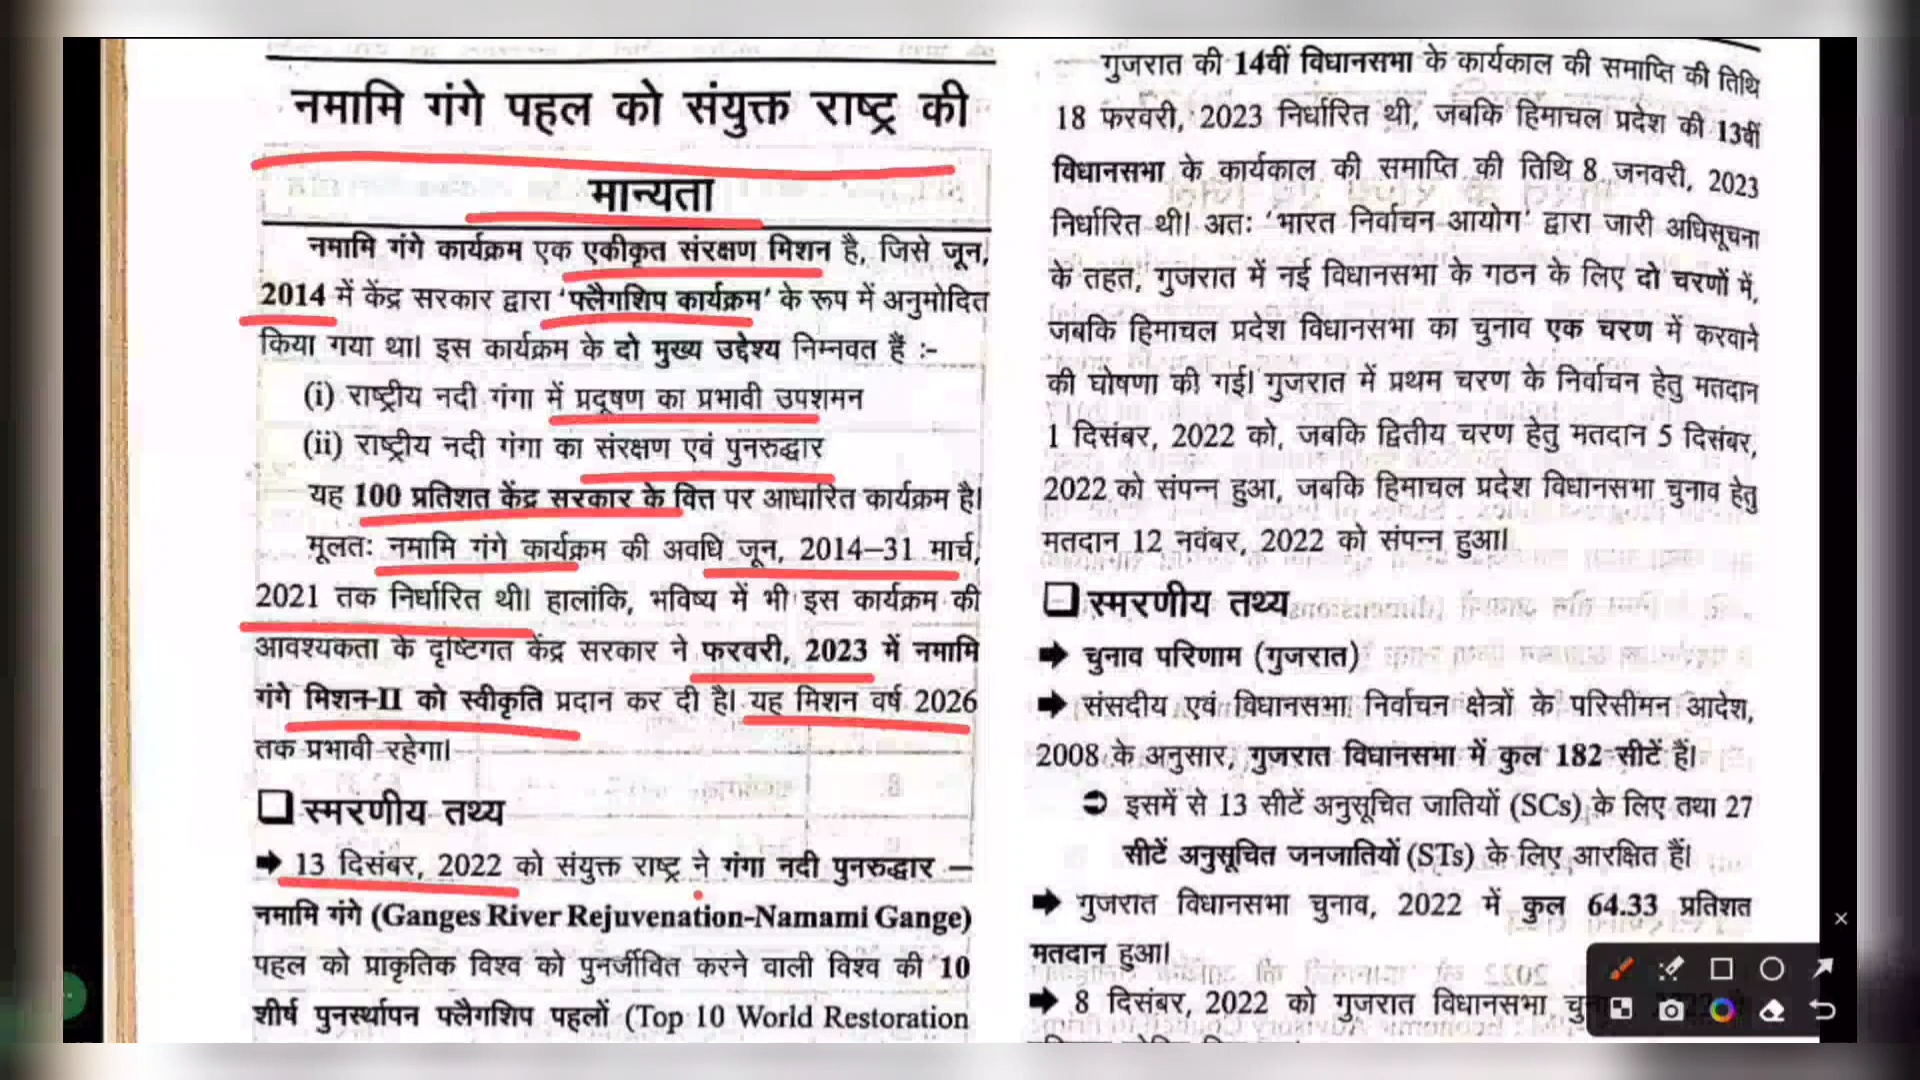 नमामि गंगे पहल को संयुक्त राष्ट्र की
मान्यता
नमामि गंगे कार्यक्रम एक एकीकृत संरक्षण मिशन है, जिसे जून,
2014 में केंद्र सरकार द्वारा 'फ्लैगशिप कार्यक्रम' के रूप में अनुमोदित
किया गया था। इस कार्यक्रम के दो मुख्य उद्देश्य निम्नवत हैं :-
(i) राष्ट्रीय नदी गंगा में प्रदूषण का प्रभावी उपशमन
(ii) राष्ट्रीय नदी गंगा का संरक्षण एवं पुनरुद्धार
यह 100 प्रतिशत केंद्र सरकार के वित्त पर आधारित कार्यक्रम है।
मूलतः नमामि गंगे कार्यक्रम की अवधि जून, 2014–31 मार्च,
2021 तक निर्धारित थी। हालांकि, भविष्य में भी इस कार्यक्रम की
आवश्यकता के दृष्टिगत केंद्र सरकार ने फरवरी, 2023 में नमामि
गंगे मिशन-II को स्वीकृति प्रदान कर दी है। यह मिशन वर्ष 2026
तक प्रभावी रहेगा।
❑ स्मरणीय तथ्य
➡ 13 दिसंबर, 2022 को संयुक्त राष्ट्र ने गंगा नदी पुनरुद्धार –
नमामि गंगे (Ganges River Rejuvenation-Namami Gange)
पहल को प्राकृतिक विश्व को पुनर्जीवित करने वाली विश्व की 10
शीर्ष पुनर्स्थापन फ्लैगशिप पहलों (Top 10 World Restoration
गुजरात की 14वीं विधानसभा के कार्यकाल की समाप्ति की तिथि
18 फरवरी, 2023 निर्धारित थी, जबकि हिमाचल प्रदेश की 13वीं
विधानसभा के कार्यकाल की समाप्ति की तिथि 8 जनवरी, 2023
निर्धारित थी। अतः 'भारत निर्वाचन आयोग' द्वारा जारी अधिसूचना
के तहत, गुजरात में नई विधानसभा के गठन के लिए दो चरणों में,
जबकि हिमाचल प्रदेश विधानसभा का चुनाव एक चरण में करवाने
की घोषणा की गई। गुजरात में प्रथम चरण के निर्वाचन हेतु मतदान
1 दिसंबर, 2022 को, जबकि द्वितीय चरण हेतु मतदान 5 दिसंबर,
2022 को संपन्न हुआ, जबकि हिमाचल प्रदेश विधानसभा चुनाव हेतु
मतदान 12 नवंबर, 2022 को संपन्न हुआ।
❑ स्मरणीय तथ्य
➡ चुनाव परिणाम (गुजरात)
➡ संसदीय एवं विधानसभा निर्वाचन क्षेत्रों के परिसीमन आदेश,
2008 के अनुसार, गुजरात विधानसभा में कुल 182 सीटें हैं।
➲ इसमें से 13 सीटें अनुसूचित जातियों (SCs) के लिए तथा 27
सीटें अनुसूचित जनजातियों (STs) के लिए आरक्षित हैं।
➡ गुजरात विधानसभा चुनाव, 2022 में कुल 64.33 प्रतिशत
मतदान हुआ।
➡ 8 दिसंबर, 2022 को गुजरात विधानसभा